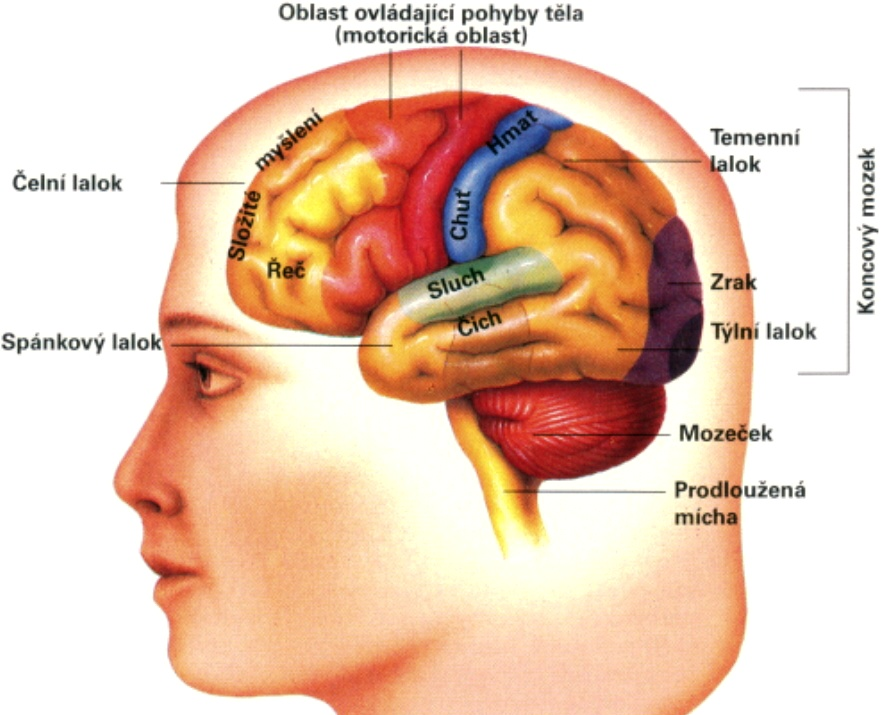 Oblast ovládající pohyby těla
(motorická oblast)
Složité myšlení
Hmat
Temenní
lalok
Čelní lalok
Chuť
Koncový mozek
Řeč
Sluch
Zrak
Čich
Týlní lalok
Spánkový lalok
Mozeček
Prodloužená
mícha